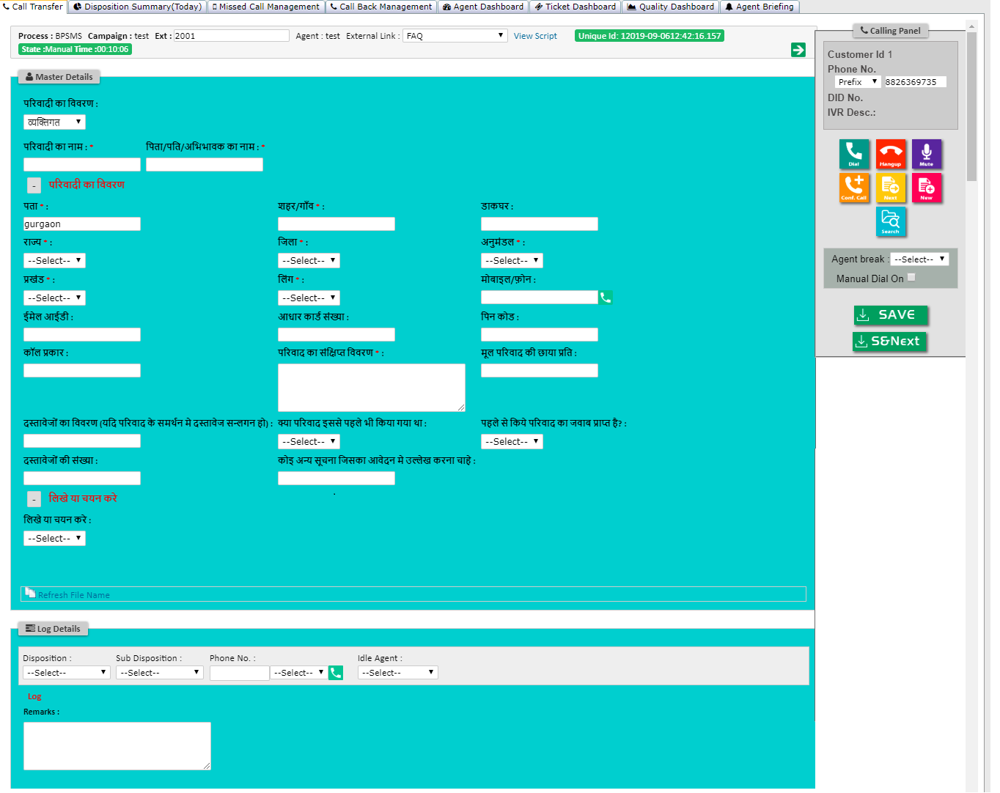 Call Transfer Disposition Summary(Today) Missed Call Management Call Back Management Agent Dashboard Ticket Dashboard Quality Dashboard Agent Briefing
Process : BPSMS Campaign : test Ext : 2001 Agent : test External Link : FAQ View Script Unique Id: 12019-09-0612:42:16.157
State :Manual Time :00:10:06
Master Details
परिवादी का विवरण :
व्यक्तिगत
परिवादी का नाम : * पिता/पति/अभिभावक का नाम : *
- परिवादी का विवरण
पता * : शहर/गाँव * : डाकघर :
gurgaon
राज्य * : जिला * : अनुमंडल * :
--Select-- --Select-- --Select--
प्रखंड * : लिंग * : मोबाइल/फ़ोन :
--Select-- --Select--
ईमेल आईडी : आधार कार्ड संख्या : पिन कोड :
कॉल प्रकार : परिवाद का संक्षिप्त विवरण * : मूल परिवाद की छाया प्रति :
दस्तावेजों का विवरण (यदि परिवाद के समर्थन मे दस्तावेज सन्लगन हो) : क्या परिवाद इससे पहले भी किया गया था : पहले से किये परिवाद का जवाब प्राप्त है? :
--Select-- --Select--
दस्तावेजों की संख्या : कोइ अन्य सूचना जिसका आवेदन मे उल्लेख करना चाहे :
- लिखे या चयन करे
लिखे या चयन करे :
--Select--
Refresh File Name
Log Details
Disposition : Sub Disposition : Phone No. : Idle Agent :
--Select-- --Select-- --Select-- --Select--
Log
Remarks :
Calling Panel
Customer Id 1
Phone No.
Prefix 8826369735
DID No.
IVR Desc.:
Dial Hangup Mute
Conf. Call Next New
Search
Agent break : --Select--
Manual Dial On
SAVE
S&Next